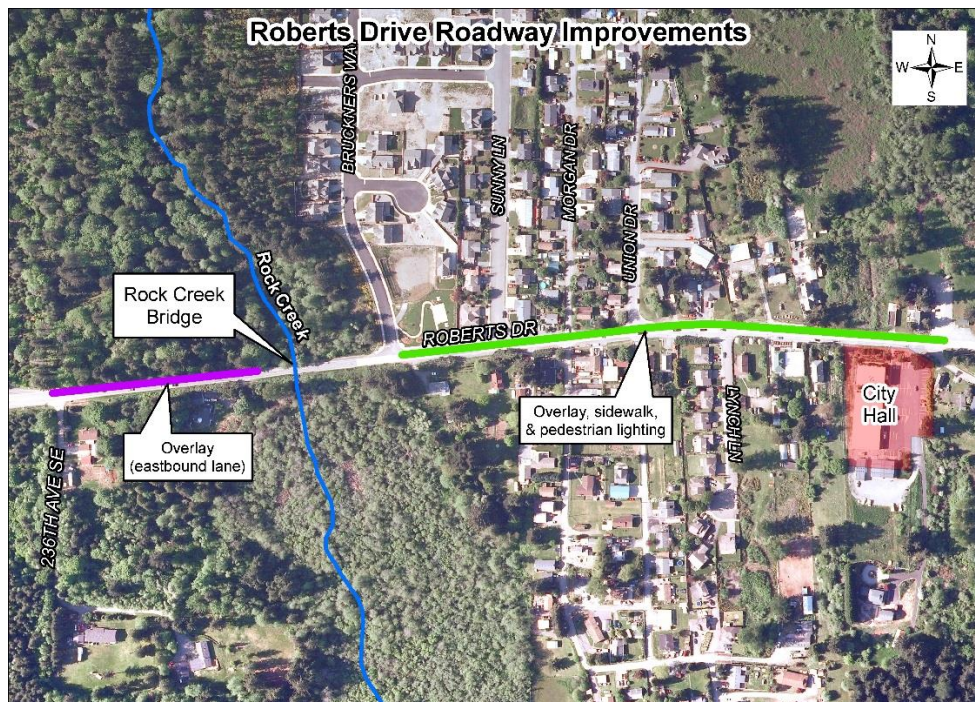 Roberts Drive Roadway Improvements
N
W
E
S
BRUCKNERS WAY
SUNNY LN
MORGAN DR
UNION DR
Rock Creek
Bridge
Rock Creek
ROBERTS DR
Overlay
(eastbound lane)
Overlay, sidewalk,
& pedestrian lighting
City
Hall
LYNCH LN
236TH AVE SE